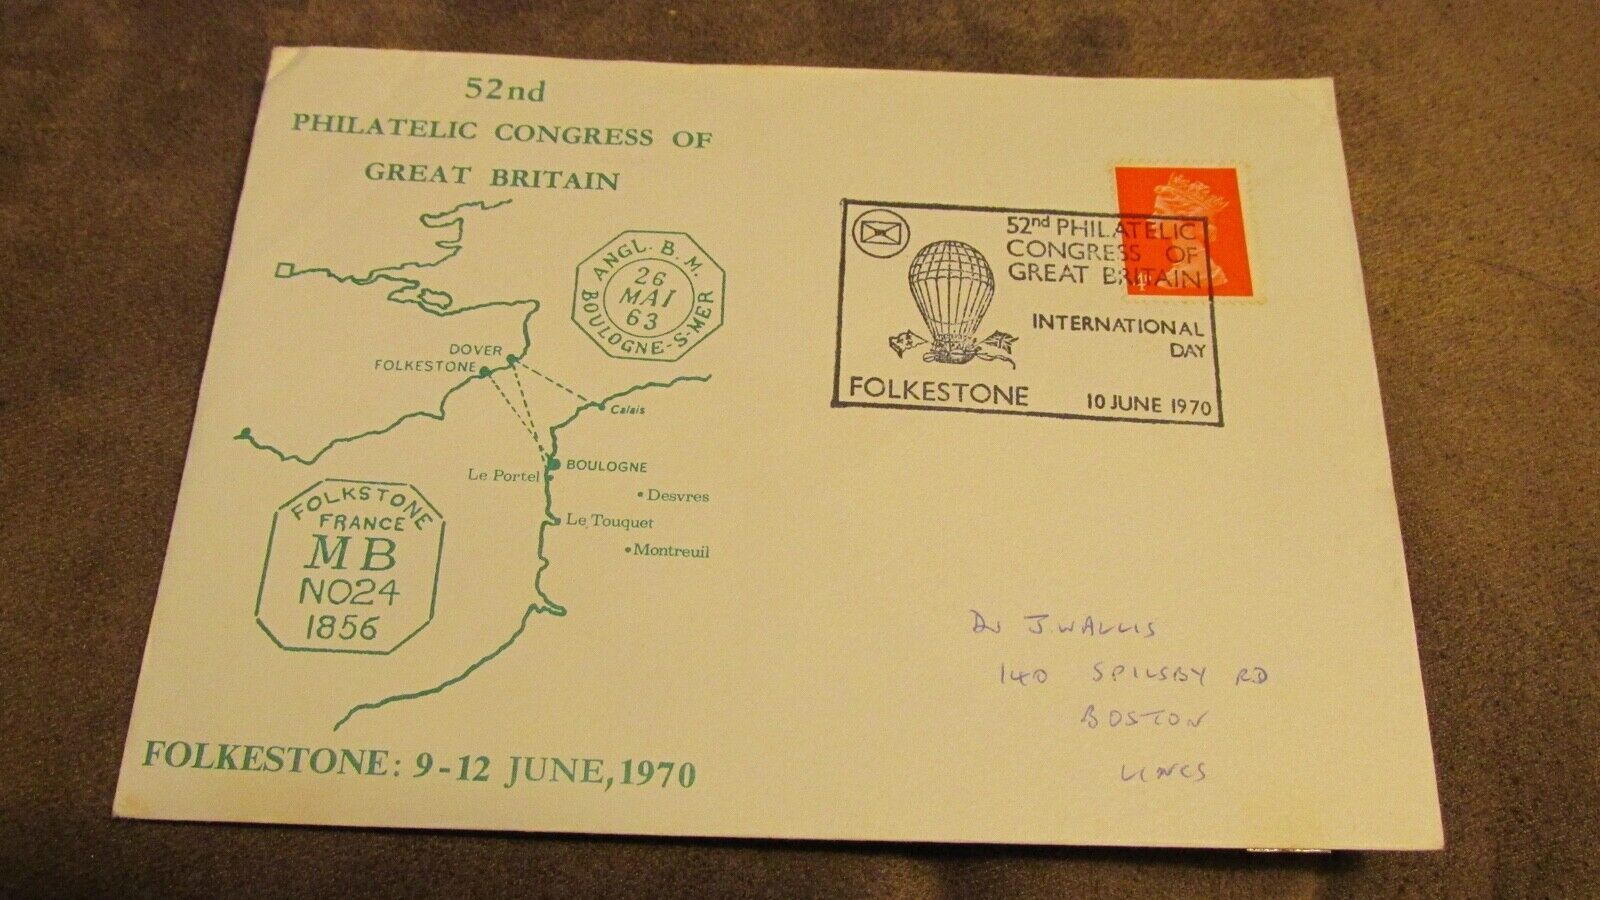 52nd
PHILATELIC CONGRESS OF
GREAT BRITAIN
ANGL. B. M.
26
MAI
63
BOULOGNE-S-MER
DOVER
FOLKESTONE
Calais
BOULOGNE
Le Portel
Desvres
Le Touquet
Montreuil
FOLKSTONE
FRANCE
MB
NO24
1856
FOLKESTONE: 9-12 JUNE, 1970
52nd PHILATELIC
CONGRESS OF
GREAT BRITAIN
INTERNATIONAL
DAY
FOLKESTONE
10 JUNE 1970
4D
Dr J. WALLIS
140 SPILSBY RD
BOSTON
LINCS